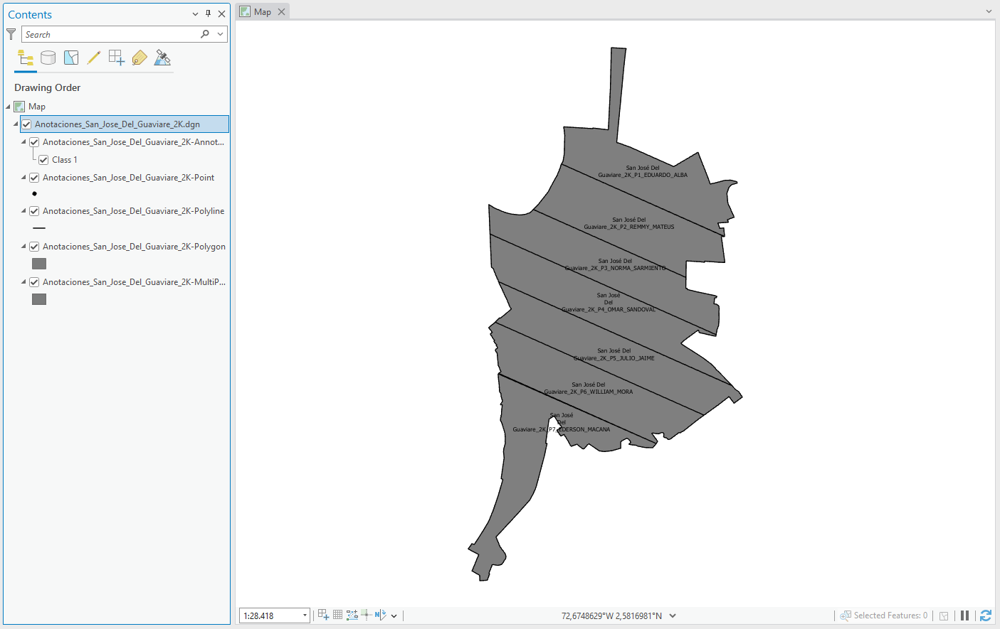 Contents
Search
Drawing Order
Map
Anotaciones_San_Jose_Del_Guaviare_2K.dgn
Anotaciones_San_Jose_Del_Guaviare_2K-Annot...
Class 1
Anotaciones_San_Jose_Del_Guaviare_2K-Point
Anotaciones_San_Jose_Del_Guaviare_2K-Polyline
Anotaciones_San_Jose_Del_Guaviare_2K-Polygon
Anotaciones_San_Jose_Del_Guaviare_2K-MultiP...
Map
San José Del
Guaviare_2K_P1_EDUARDO_ALBA
San José Del
Guaviare_2K_P2_REMMY_MATEUS
San José Del
Guaviare_2K_P3_NORMA_SARMIENTO
San José
Del
Guaviare_2K_P4_OMAR_SANDOVAL
San José Del
Guaviare_2K_P5_JULIO_JAIME
San José Del
Guaviare_2K_P6_WILLIAM_MORA
San José
Del
Guaviare_2K_P7_EDERSON_MACANA
1:28.418
N
72,6748629°W 2,5816981°N
Selected Features: 0